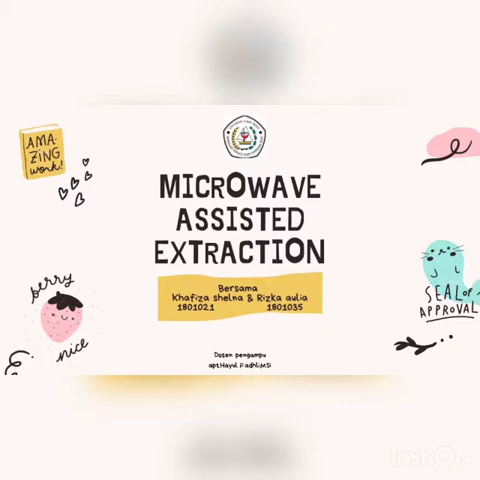 AMA-
ZING
work!
MICROWAVE
ASSISTED
EXTRACTION
Bersama
Khafiza shelna & Rizka aulia
1801021 1801035
berry
nice
SEAL of
APPROVAL
Dosen pengampu
apt.Hayul Fadhli.M.Si
InShot